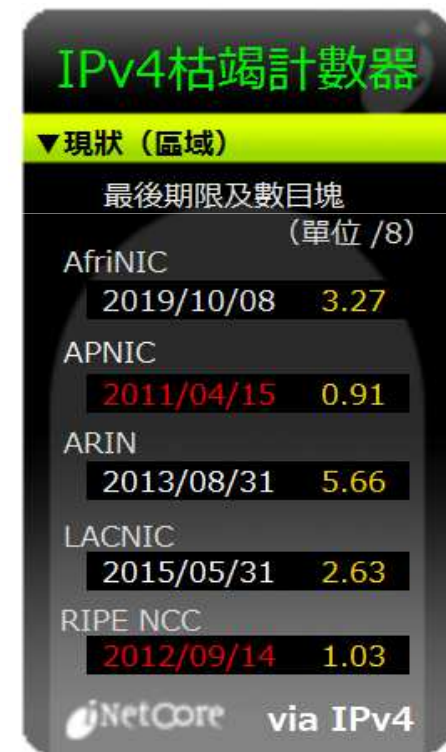 IPv4枯竭計數器
▼現狀（區域）
最後期限及數目塊
（單位 /8）
AfriNIC
2019/10/08 3.27
APNIC
2011/04/15 0.91
ARIN
2013/08/31 5.66
LACNIC
2015/05/31 2.63
RIPE NCC
2012/09/14 1.03
iNetCore via IPv4